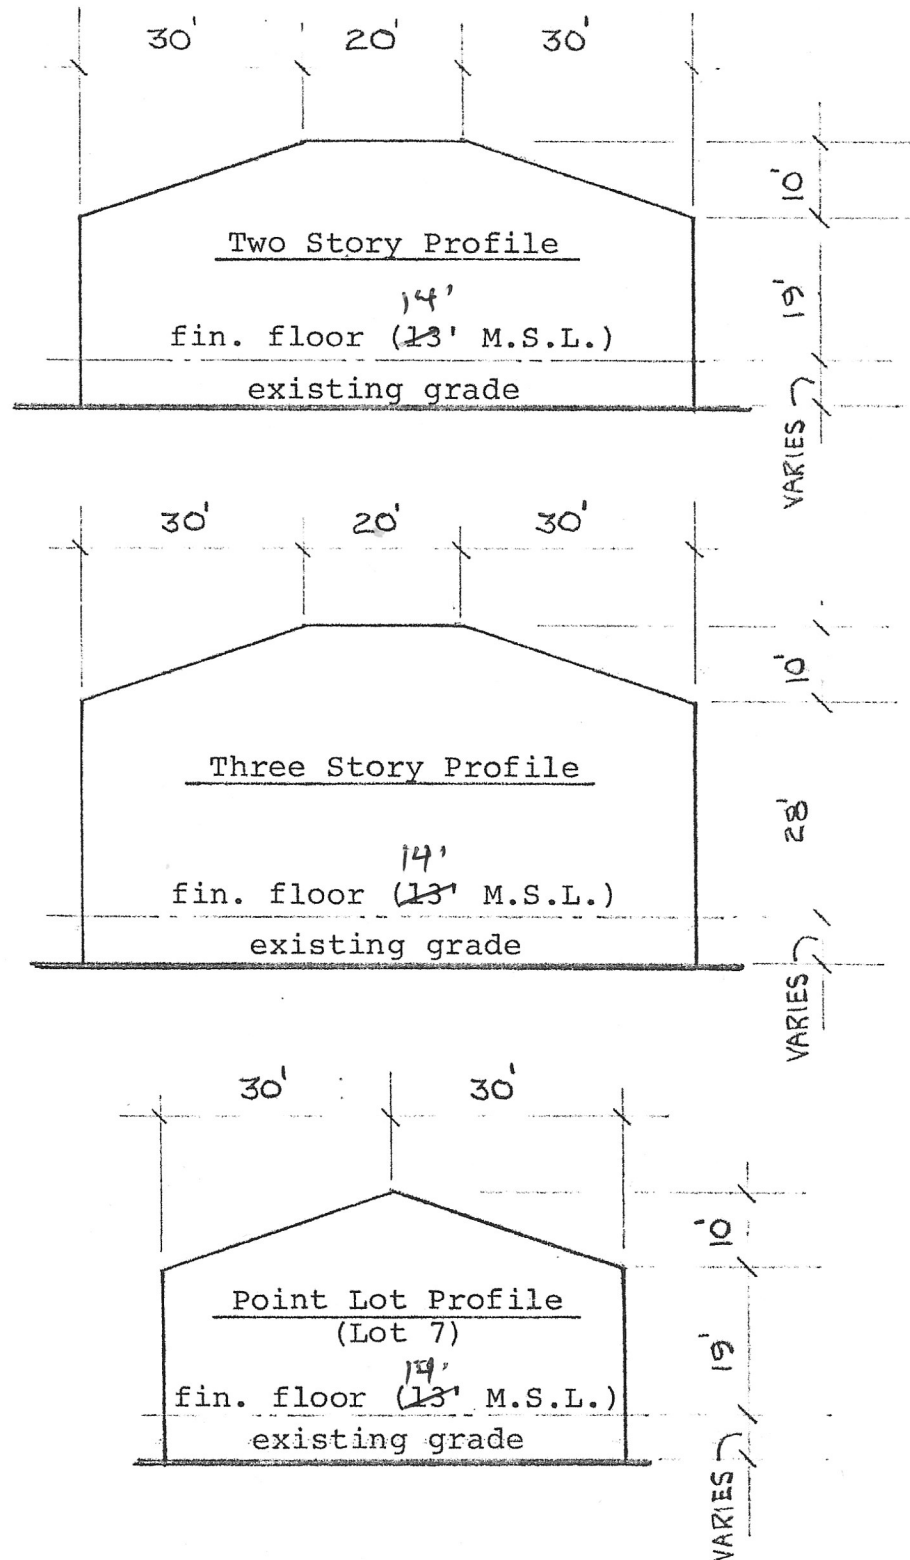 30' 20' 30'
10'
Two Story Profile
19'
14'
fin. floor (13' M.S.L.)
existing grade
VARIES
30' 20' 30'
10'
Three Story Profile
28'
14'
fin. floor (13' M.S.L.)
existing grade
VARIES
30' 30'
10'
Point Lot Profile
(Lot 7)
19'
14'
fin. floor (13' M.S.L.)
existing grade
VARIES